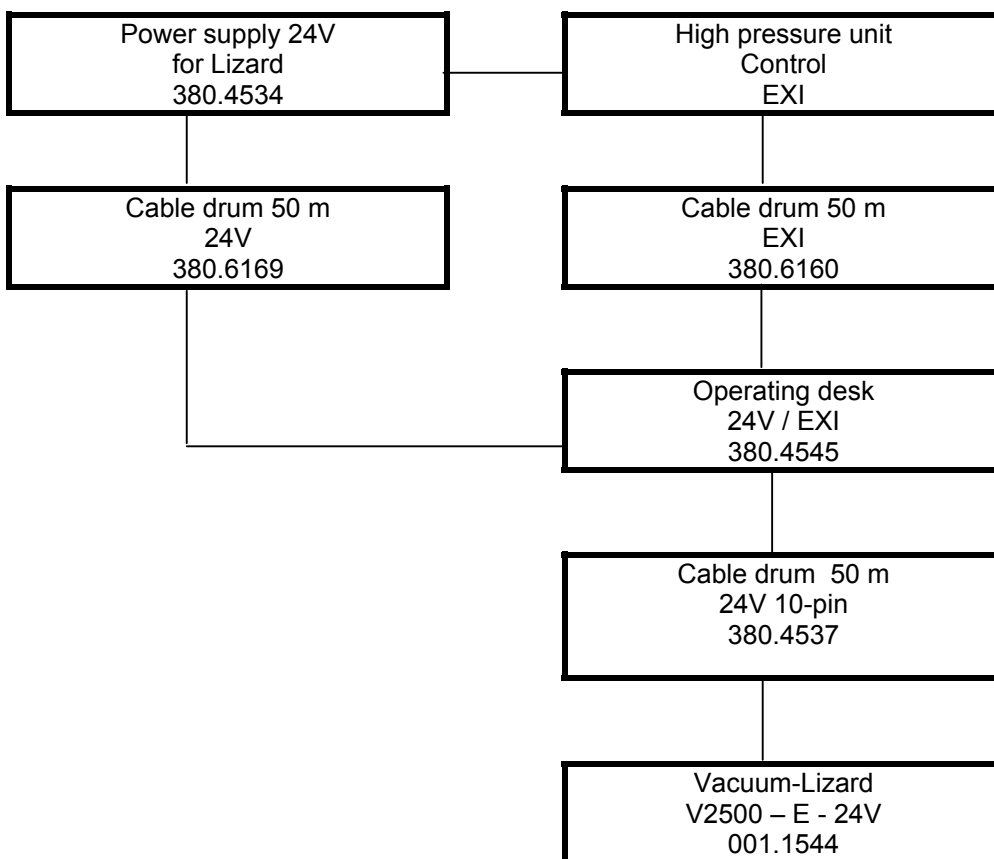 Power supply 24V
for Lizard
380.4534
High pressure unit
Control
EXI
Cable drum 50 m
24V
380.6169
Cable drum 50 m
EXI
380.6160
Operating desk
24V / EXI
380.4545
Cable drum  50 m
24V 10-pin
380.4537
Vacuum-Lizard
V2500 – E - 24V
001.1544